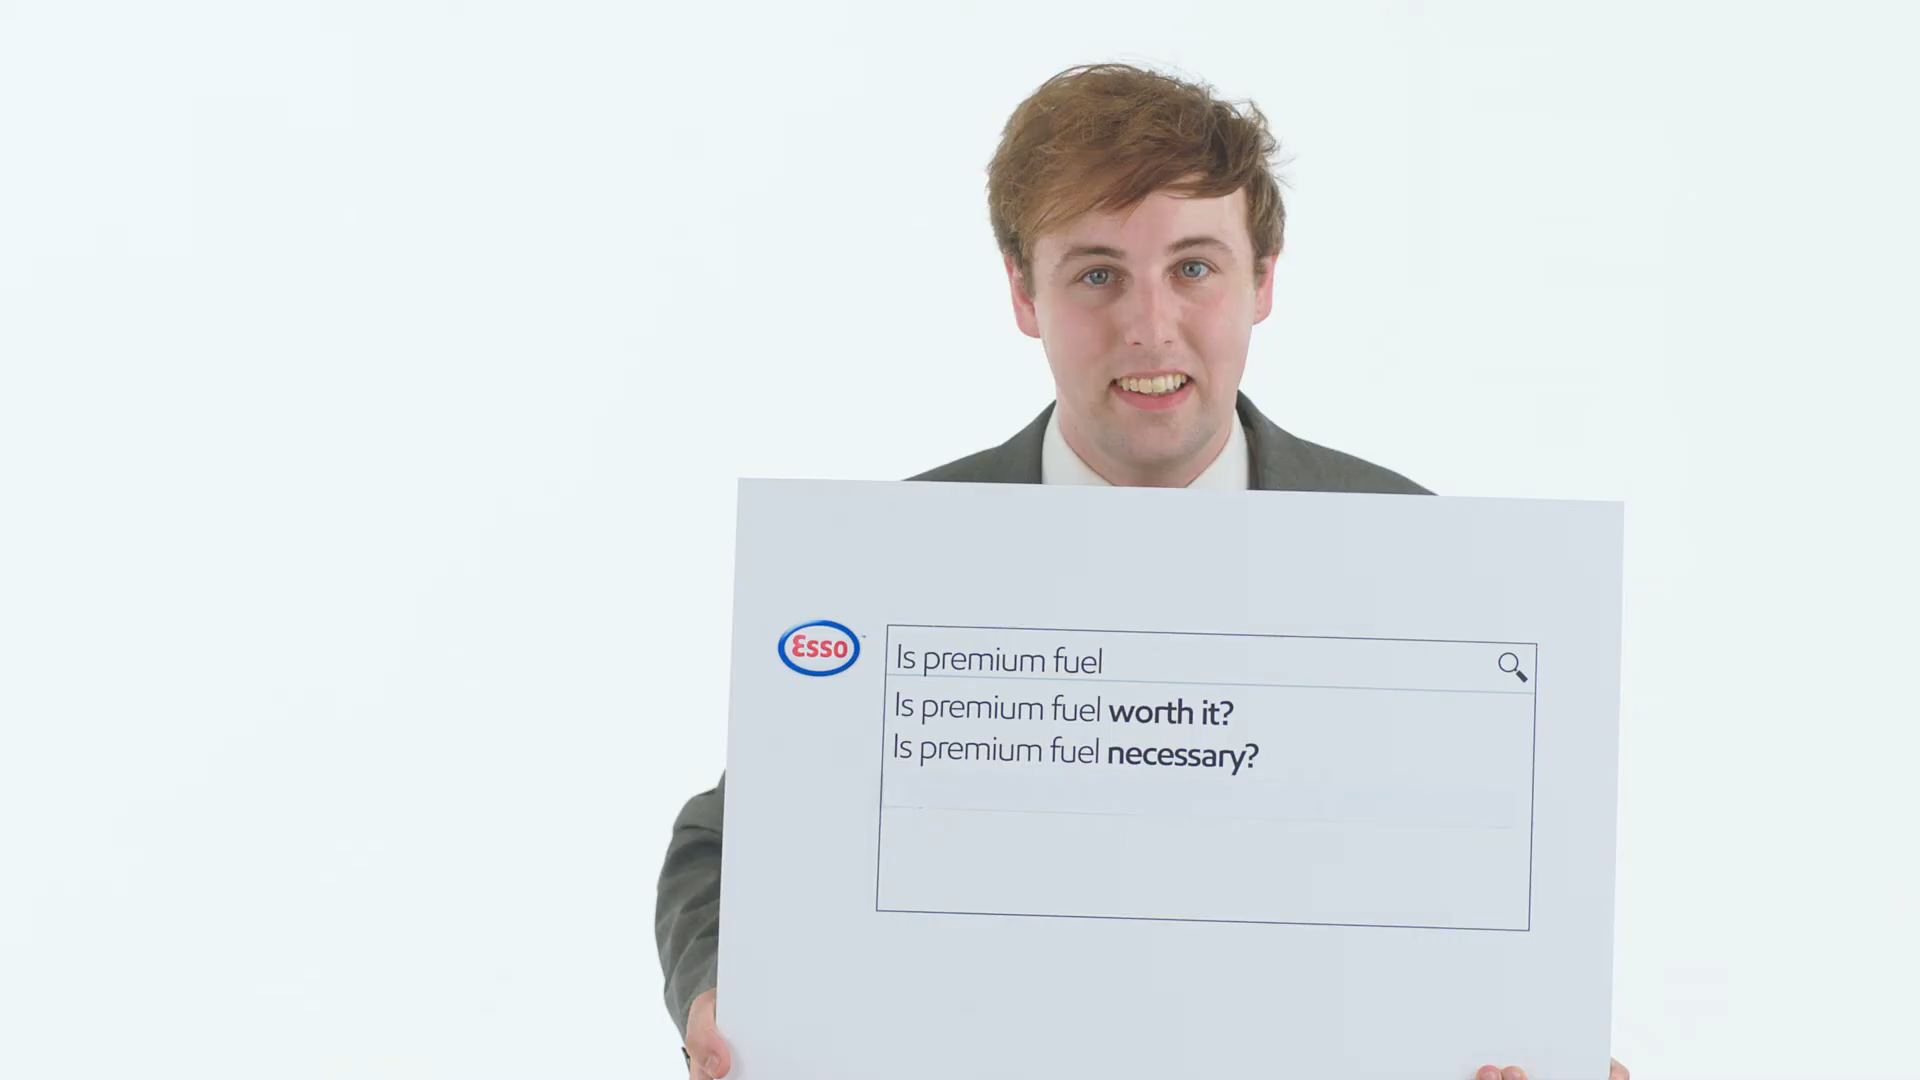 Esso
Is premium fuel
Is premium fuel worth it?
Is premium fuel necessary?